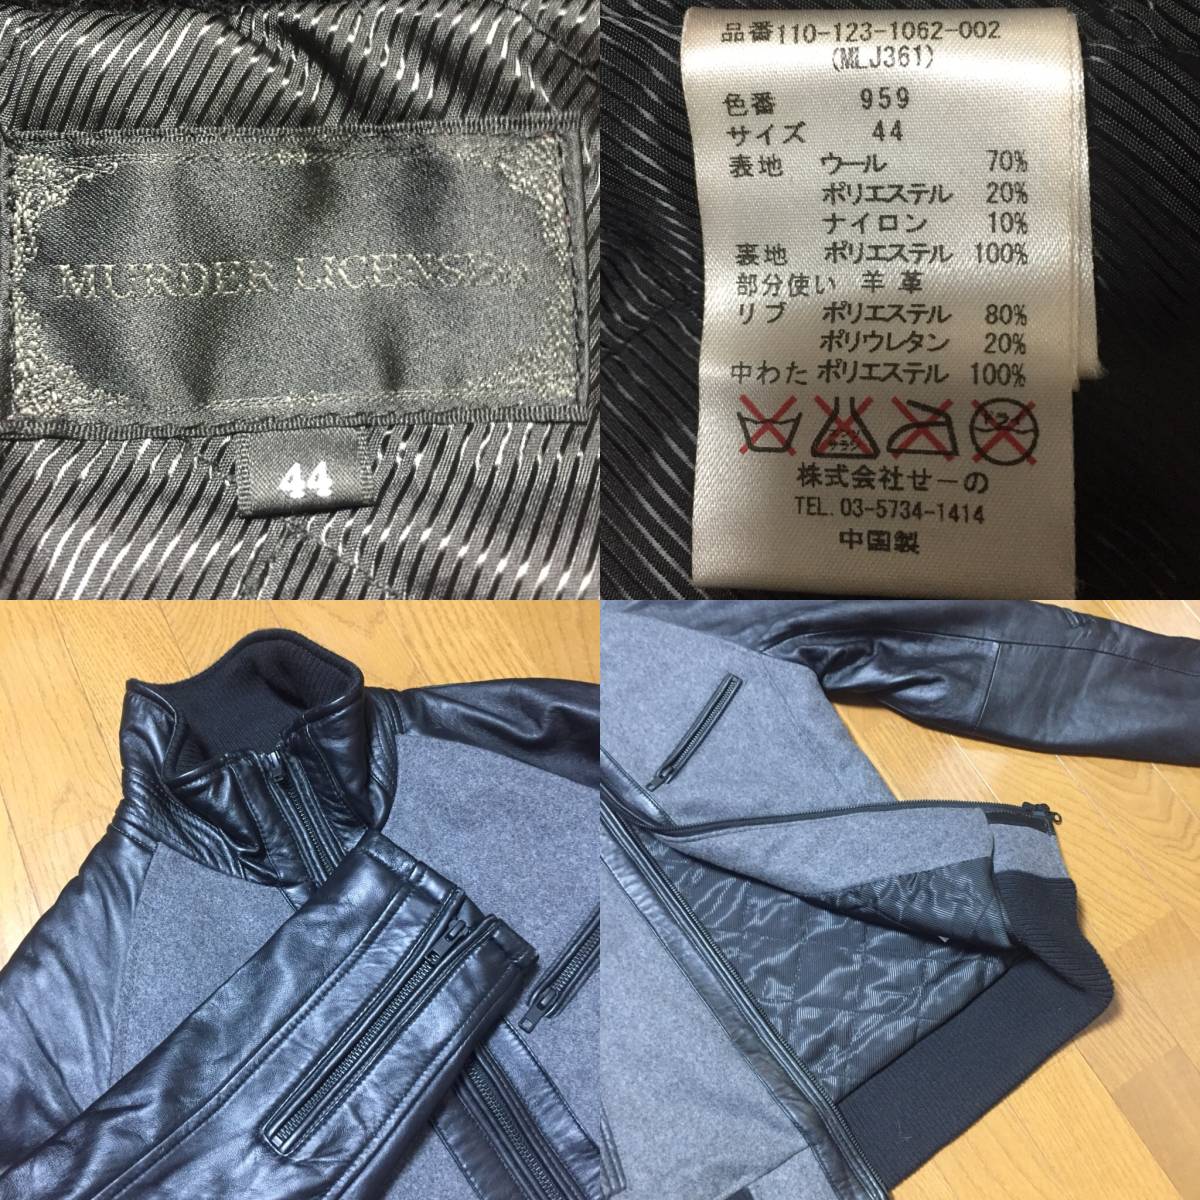 MURDER LICENSE
44
品番110-123-1062-002
(MLJ361)
色番 959
サイズ 44
表地 ウール 70%
ポリエステル 20%
ナイロン 10%
裏地 ポリエステル 100%
部分使い 羊革
リブ ポリエステル 80%
ポリウレタン 20%
中わた ポリエステル 100%
ドライ
株式会社せーの
TEL. 03-5734-1414
中国製